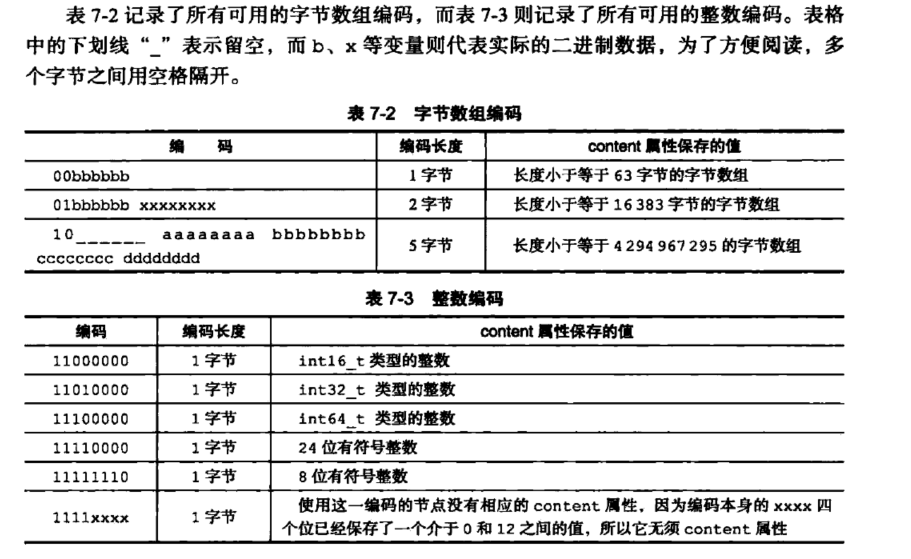 表 7-2 记录了所有可用的字节数组编码，而表 7-3 则记录了所有可用的整数编码。表格
中的下划线“_”表示留空，而 b、x 等变量则代表实际的二进制数据，为了方便阅读，多
个字节之间用空格隔开。
表 7-2 字节数组编码
编 码 编码长度 content 属性保存的值
00bbbbbb 1 字节 长度小于等于 63 字节的字节数组
01bbbbbb xxxxxxxx 2 字节 长度小于等于 16 383 字节的字节数组
10______ aaaaaaaa bbbbbbbb
cccccccc dddddddd 5 字节 长度小于等于 4 294 967 295 的字节数组
表 7-3 整数编码
编码 编码长度 content 属性保存的值
11000000 1 字节 int16_t 类型的整数
11010000 1 字节 int32_t 类型的整数
11100000 1 字节 int64_t 类型的整数
11110000 1 字节 24 位有符号整数
11111110 1 字节 8 位有符号整数
1111xxxx 1 字节 使用这一编码的节点没有相应的 content 属性，因为编码本身的 xxxx 四
个位已经保存了一个介于 0 和 12 之间的值，所以它无须 content 属性